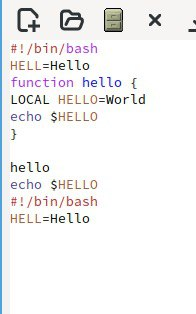 #!/bin/bash
HELL=Hello
function hello {
LOCAL HELLO=World
echo $HELLO
}

hello
echo $HELLO
#!/bin/bash
HELL=Hello